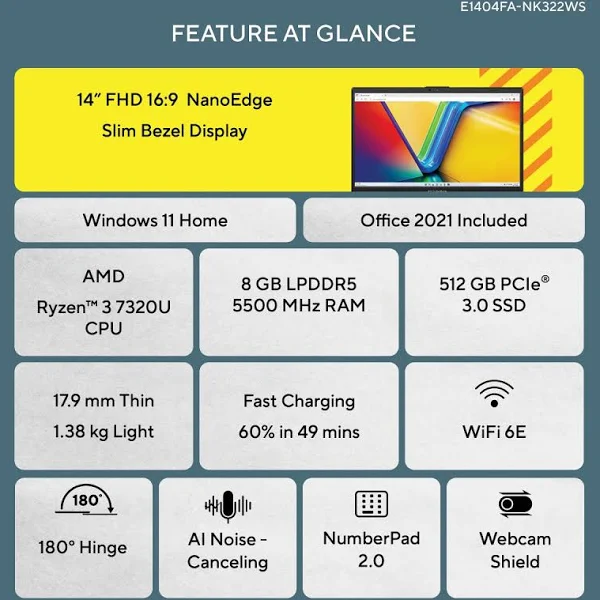 E1404FA-NK322WS
FEATURE AT GLANCE
14” FHD 16:9 NanoEdge
Slim Bezel Display
Windows 11 Home
Office 2021 Included
AMD
Ryzen™ 3 7320U
CPU
8 GB LPDDR5
5500 MHz RAM
512 GB PCIe®
3.0 SSD
17.9 mm Thin
1.38 kg Light
Fast Charging
60% in 49 mins
WiFi 6E
180°
180° Hinge
AI Noise -
Canceling
NumberPad
2.0
Webcam
Shield